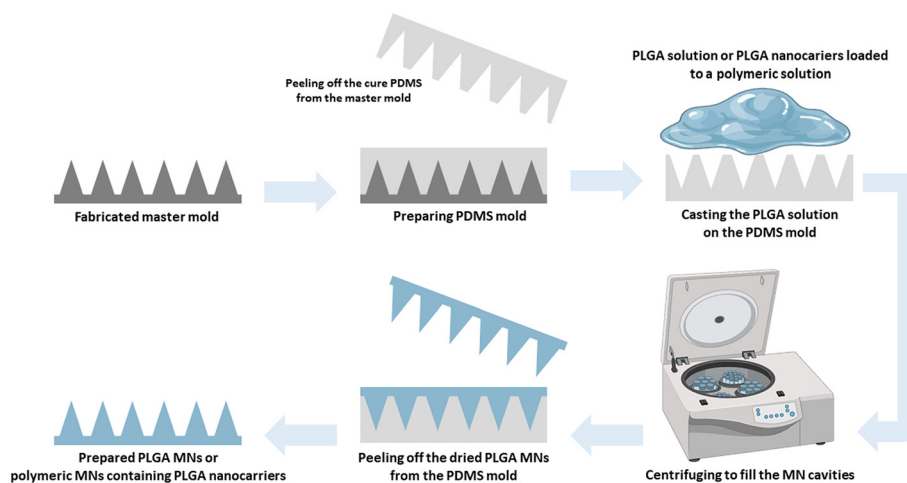 Peeling off the cure PDMS
from the master mold
PLGA solution or PLGA nanocariers loaded
to a polymeric solution
Fabricated master mold
Preparing PDMS mold
Casting the PLGA solution
on the PDMS mold
Prepared PLGA MNs or
polymeric MNs containing PLGA nanocarriers
Peeling off the dried PLGA MNs
from the PDMS mold
Centrifuging to fill the MN cavities